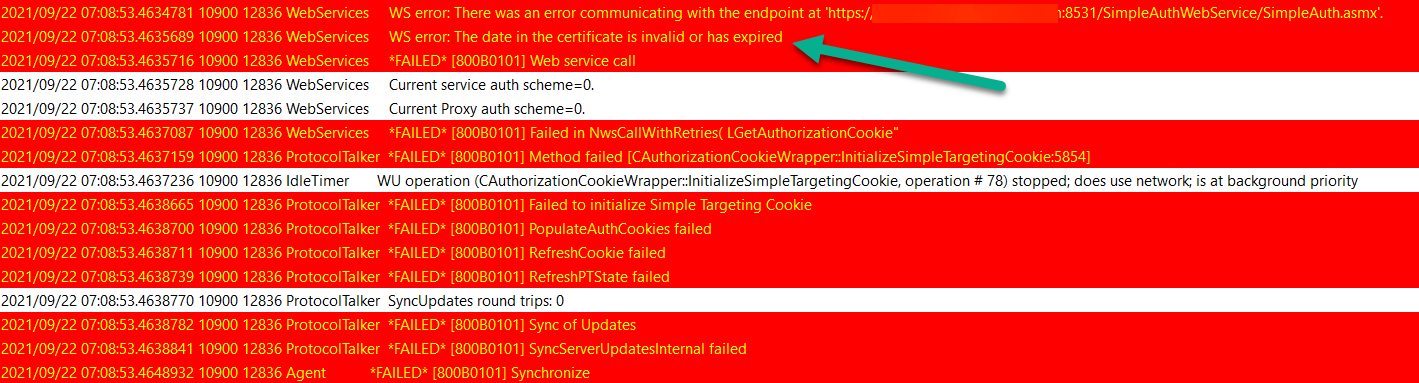 2021/09/22 07:08:53.4634781 10900 12836 WebServices WS error: There was an error communicating with the endpoint at 'https:// n:8531/SimpleAuthWebService/SimpleAuth.asmx'.
2021/09/22 07:08:53.4635689 10900 12836 WebServices WS error: The date in the certificate is invalid or has expired
2021/09/22 07:08:53.4635716 10900 12836 WebServices *FAILED* [800B0101] Web service call
2021/09/22 07:08:53.4635728 10900 12836 WebServices Current service auth scheme=0.
2021/09/22 07:08:53.4635737 10900 12836 WebServices Current Proxy auth scheme=0.
2021/09/22 07:08:53.4637087 10900 12836 WebServices *FAILED* [800B0101] Failed in NwsCallWithRetries( LGetAuthorizationCookie"
2021/09/22 07:08:53.4637159 10900 12836 ProtocolTalker *FAILED* [800B0101] Method failed [CAuthorizationCookieWrapper::InitializeSimpleTargetingCookie:5854]
2021/09/22 07:08:53.4637236 10900 12836 IdleTimer WU operation (CAuthorizationCookieWrapper::InitializeSimpleTargetingCookie, operation # 78) stopped; does use network; is at background priority
2021/09/22 07:08:53.4638665 10900 12836 ProtocolTalker *FAILED* [800B0101] Failed to initialize Simple Targeting Cookie
2021/09/22 07:08:53.4638700 10900 12836 ProtocolTalker *FAILED* [800B0101] PopulateAuthCookies failed
2021/09/22 07:08:53.4638711 10900 12836 ProtocolTalker *FAILED* [800B0101] RefreshCookie failed
2021/09/22 07:08:53.4638739 10900 12836 ProtocolTalker *FAILED* [800B0101] RefreshPTState failed
2021/09/22 07:08:53.4638770 10900 12836 ProtocolTalker SyncUpdates round trips: 0
2021/09/22 07:08:53.4638782 10900 12836 ProtocolTalker *FAILED* [800B0101] Sync of Updates
2021/09/22 07:08:53.4638841 10900 12836 ProtocolTalker *FAILED* [800B0101] SyncServerUpdatesInternal failed
2021/09/22 07:08:53.4648932 10900 12836 Agent *FAILED* [800B0101] Synchronize